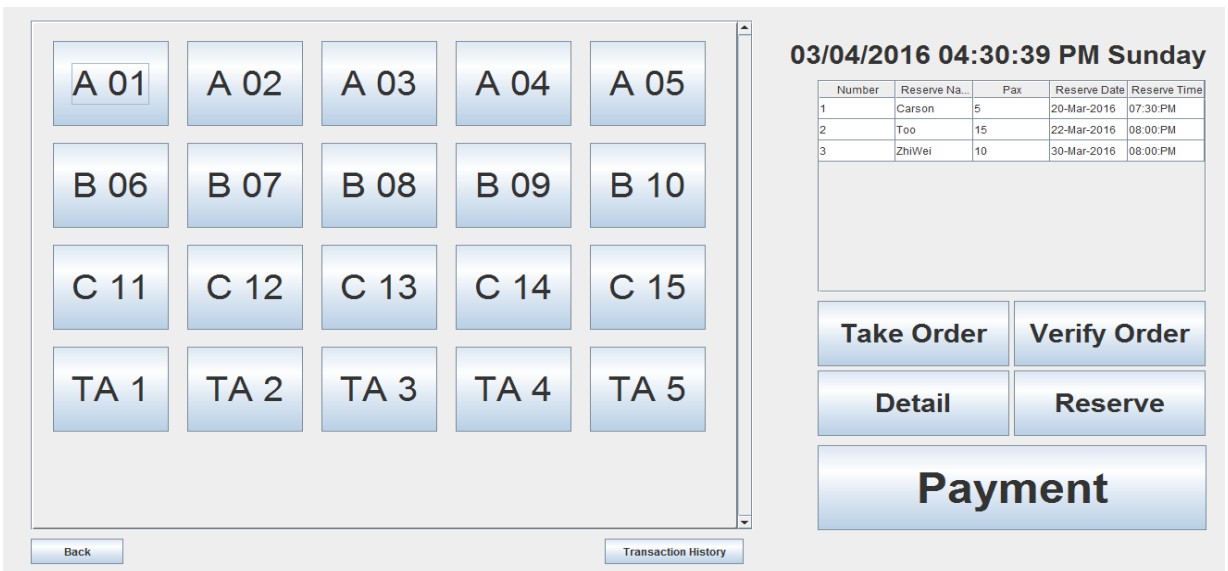 A 01 A 02 A 03 A 04 A 05
B 06 B 07 B 08 B 09 B 10
C 11 C 12 C 13 C 14 C 15
TA 1 TA 2 TA 3 TA 4 TA 5
Back Transaction History
03/04/2016 04:30:39 PM Sunday
Number Reserve Na... Pax Reserve Date Reserve Time
1 Carson 5 20-Mar-2016 07:30:PM
2 Too 15 22-Mar-2016 08:00:PM
3 ZhiWei 10 30-Mar-2016 08:00:PM
Take Order Verify Order
Detail Reserve
Payment